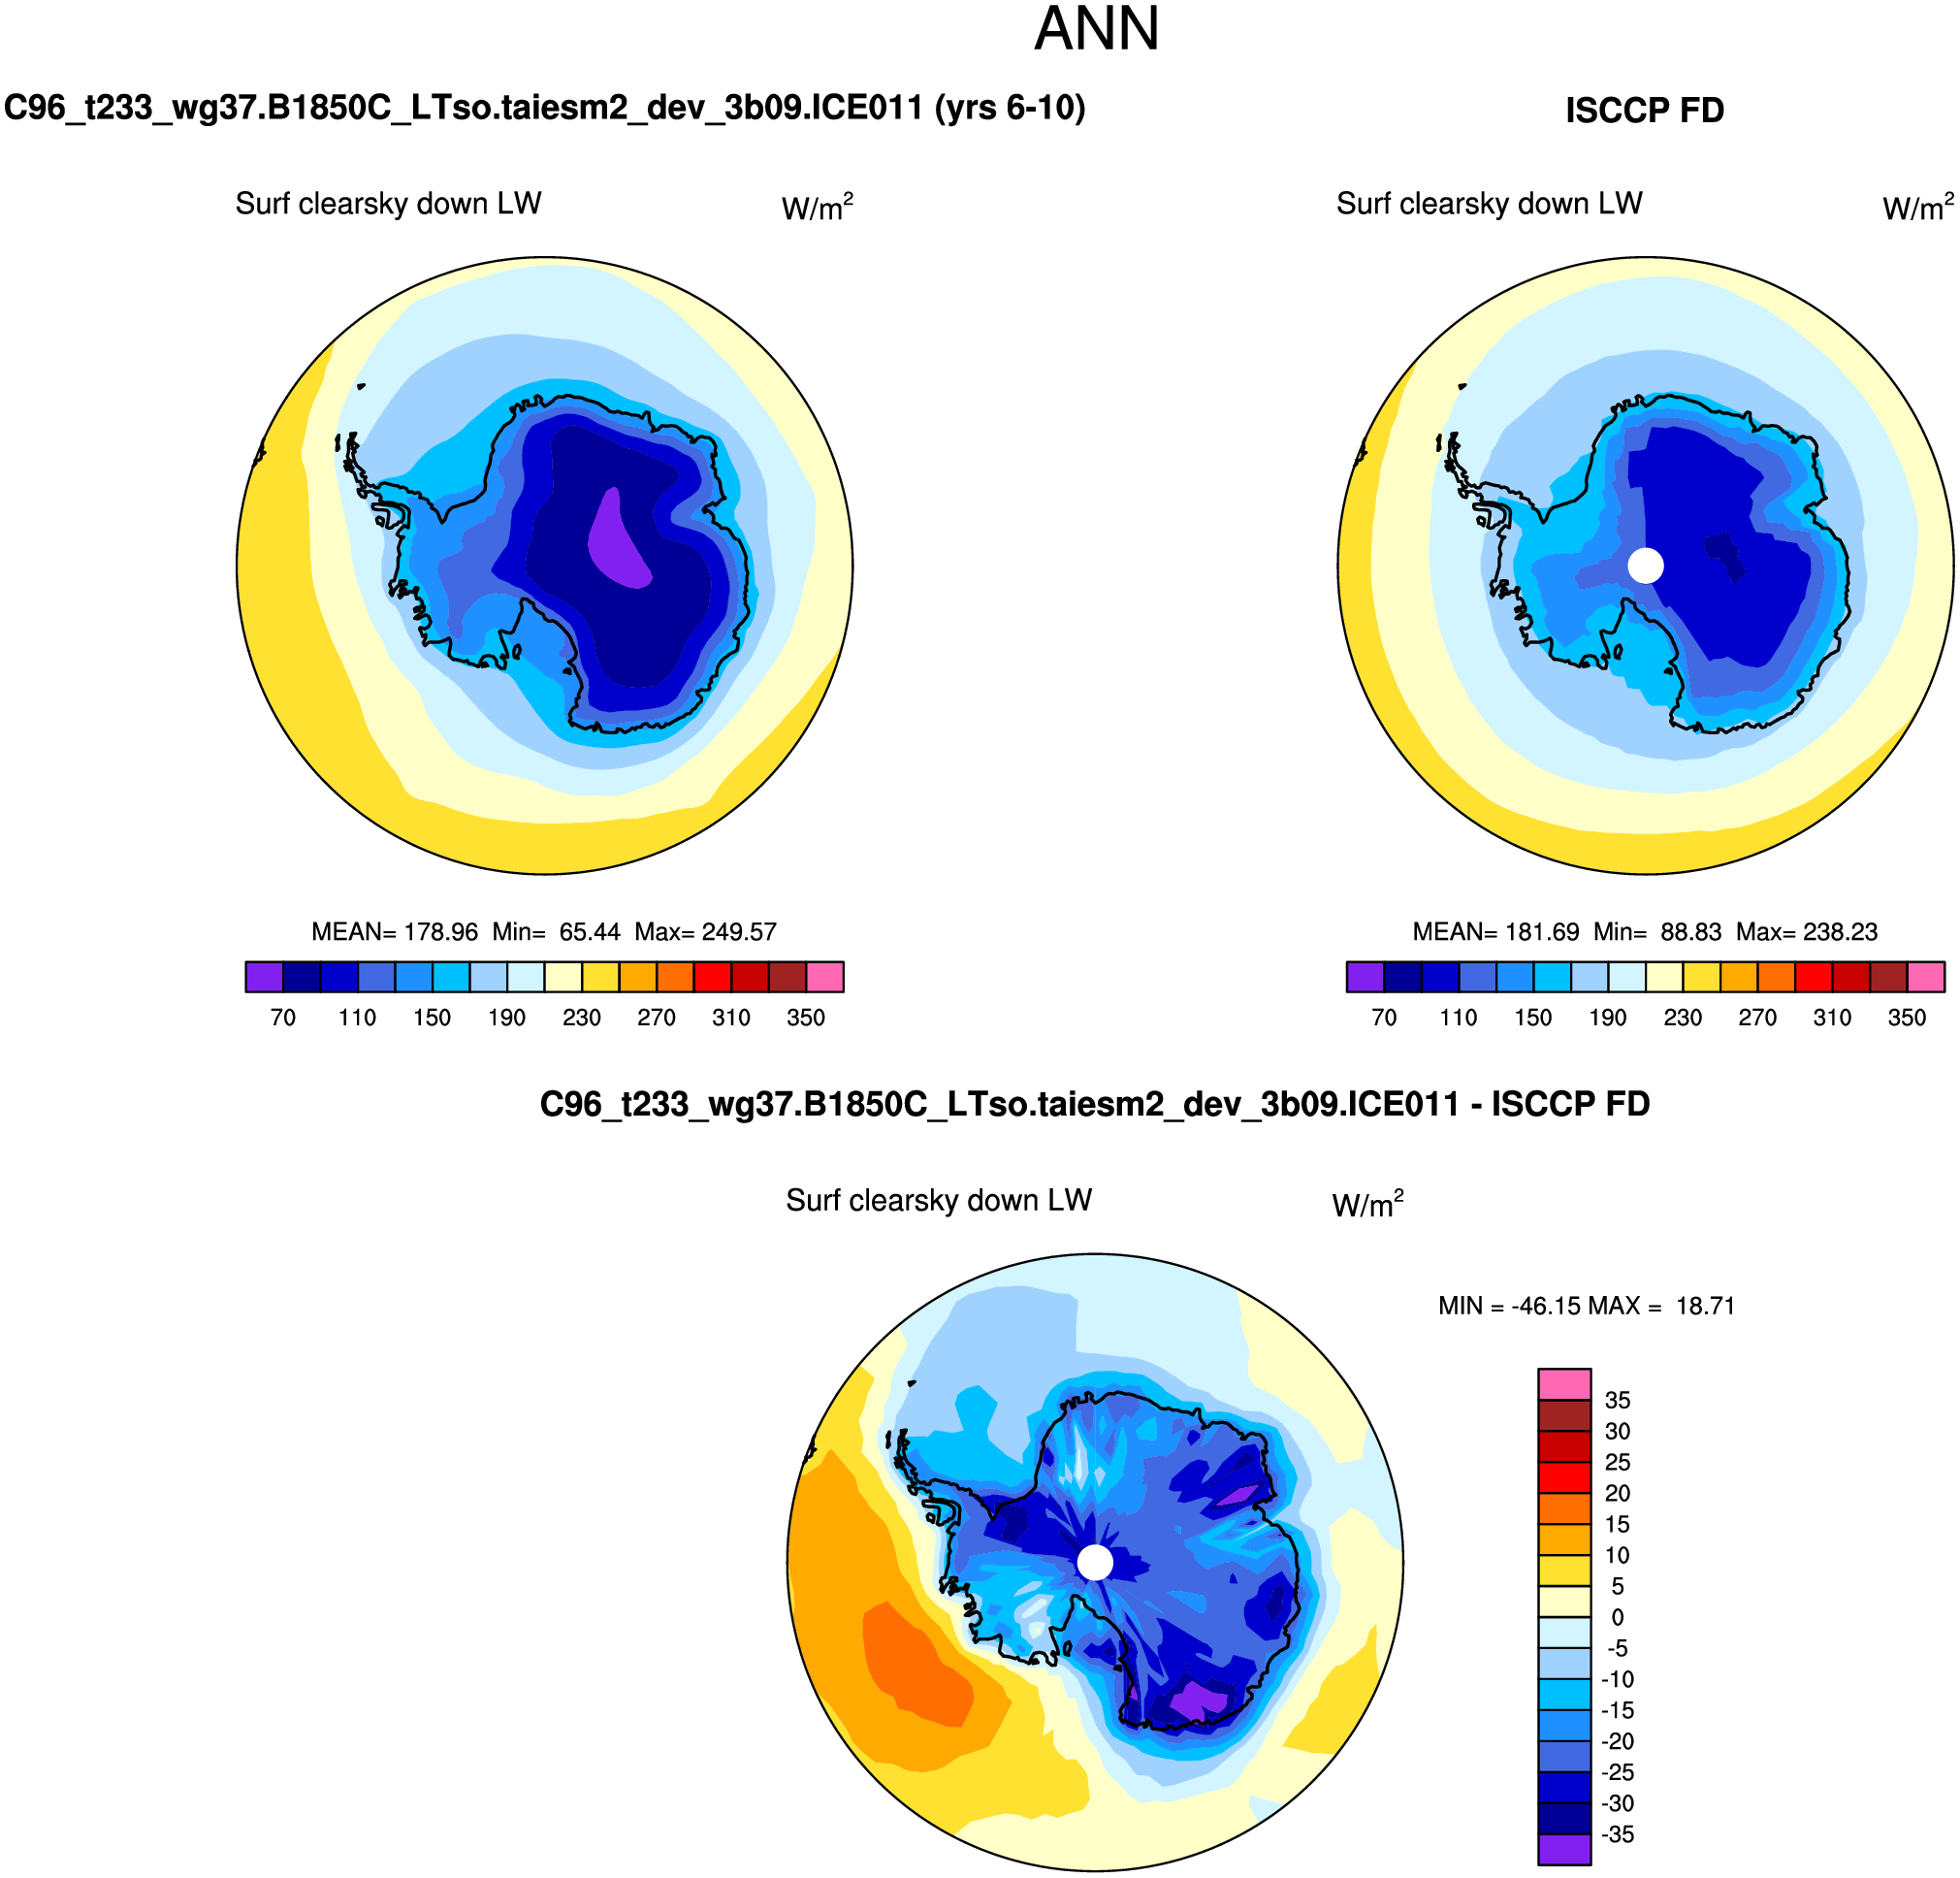 ANN
C96_t233_wg37.B1850C_LTso.taiesm2_dev_3b09.ICE011 (yrs 6-10)
ISCCP FD
Surf clearsky down LW W/m2
Surf clearsky down LW W/m2
MEAN= 178.96 Min= 65.44 Max= 249.57
MEAN= 181.69 Min= 88.83 Max= 238.23
70 110 150 190 230 270 310 350
70 110 150 190 230 270 310 350
C96_t233_wg37.B1850C_LTso.taiesm2_dev_3b09.ICE011 - ISCCP FD
Surf clearsky down LW W/m2
MIN = -46.15 MAX = 18.71
35
30
25
20
15
10
5
0
-5
-10
-15
-20
-25
-30
-35